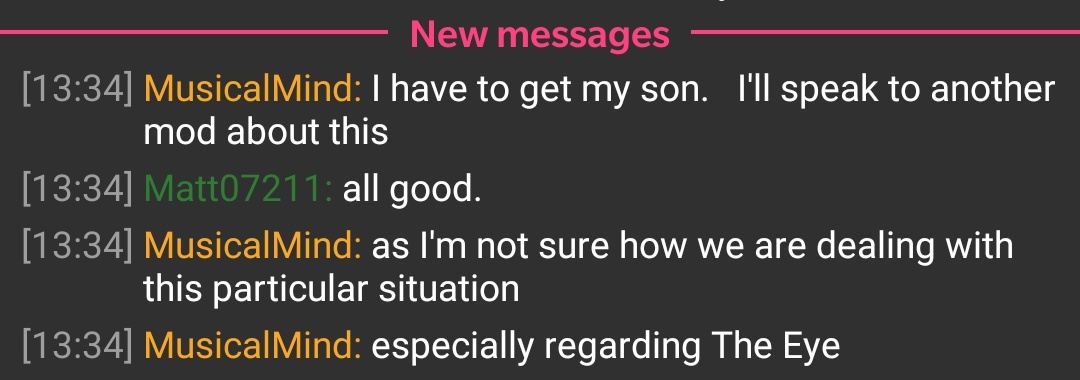 New messages
[13:34] MusicalMind: I have to get my son.   I'll speak to another
mod about this
[13:34] Matt07211: all good.
[13:34] MusicalMind: as I'm not sure how we are dealing with
this particular situation
[13:34] MusicalMind: especially regarding The Eye